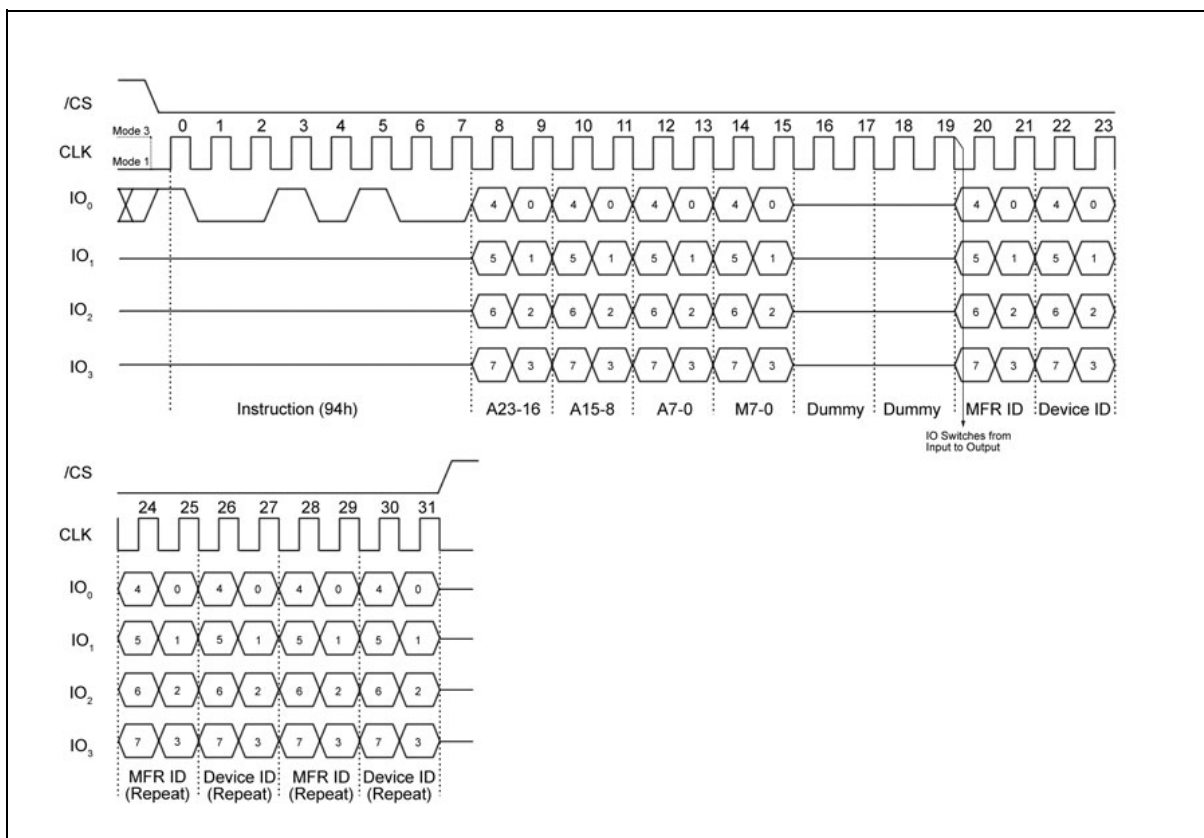 /CS
Mode 3 0 1 2 3 4 5 6 7 8 9 10 11 12 13 14 15 16 17 18 19 20 21 22 23
CLK
Mode 1
IO0 4 0 4 0 4 0 4 0 4 0 4 0
IO1 5 1 5 1 5 1 5 1 5 1 5 1
IO2 6 2 6 2 6 2 6 2 6 2 6 2
IO3 7 3 7 3 7 3 7 3 7 3 7 3
Instruction (94h) A23-16 A15-8 A7-0 M7-0 Dummy Dummy MFR ID Device ID
IO Switches from
Input to Output
/CS
24 25 26 27 28 29 30 31
CLK
IO0 4 0 4 0 4 0 4 0
IO1 5 1 5 1 5 1 5 1
IO2 6 2 6 2 6 2 6 2
IO3 7 3 7 3 7 3 7 3
MFR ID Device ID MFR ID Device ID
(Repeat) (Repeat) (Repeat) (Repeat)